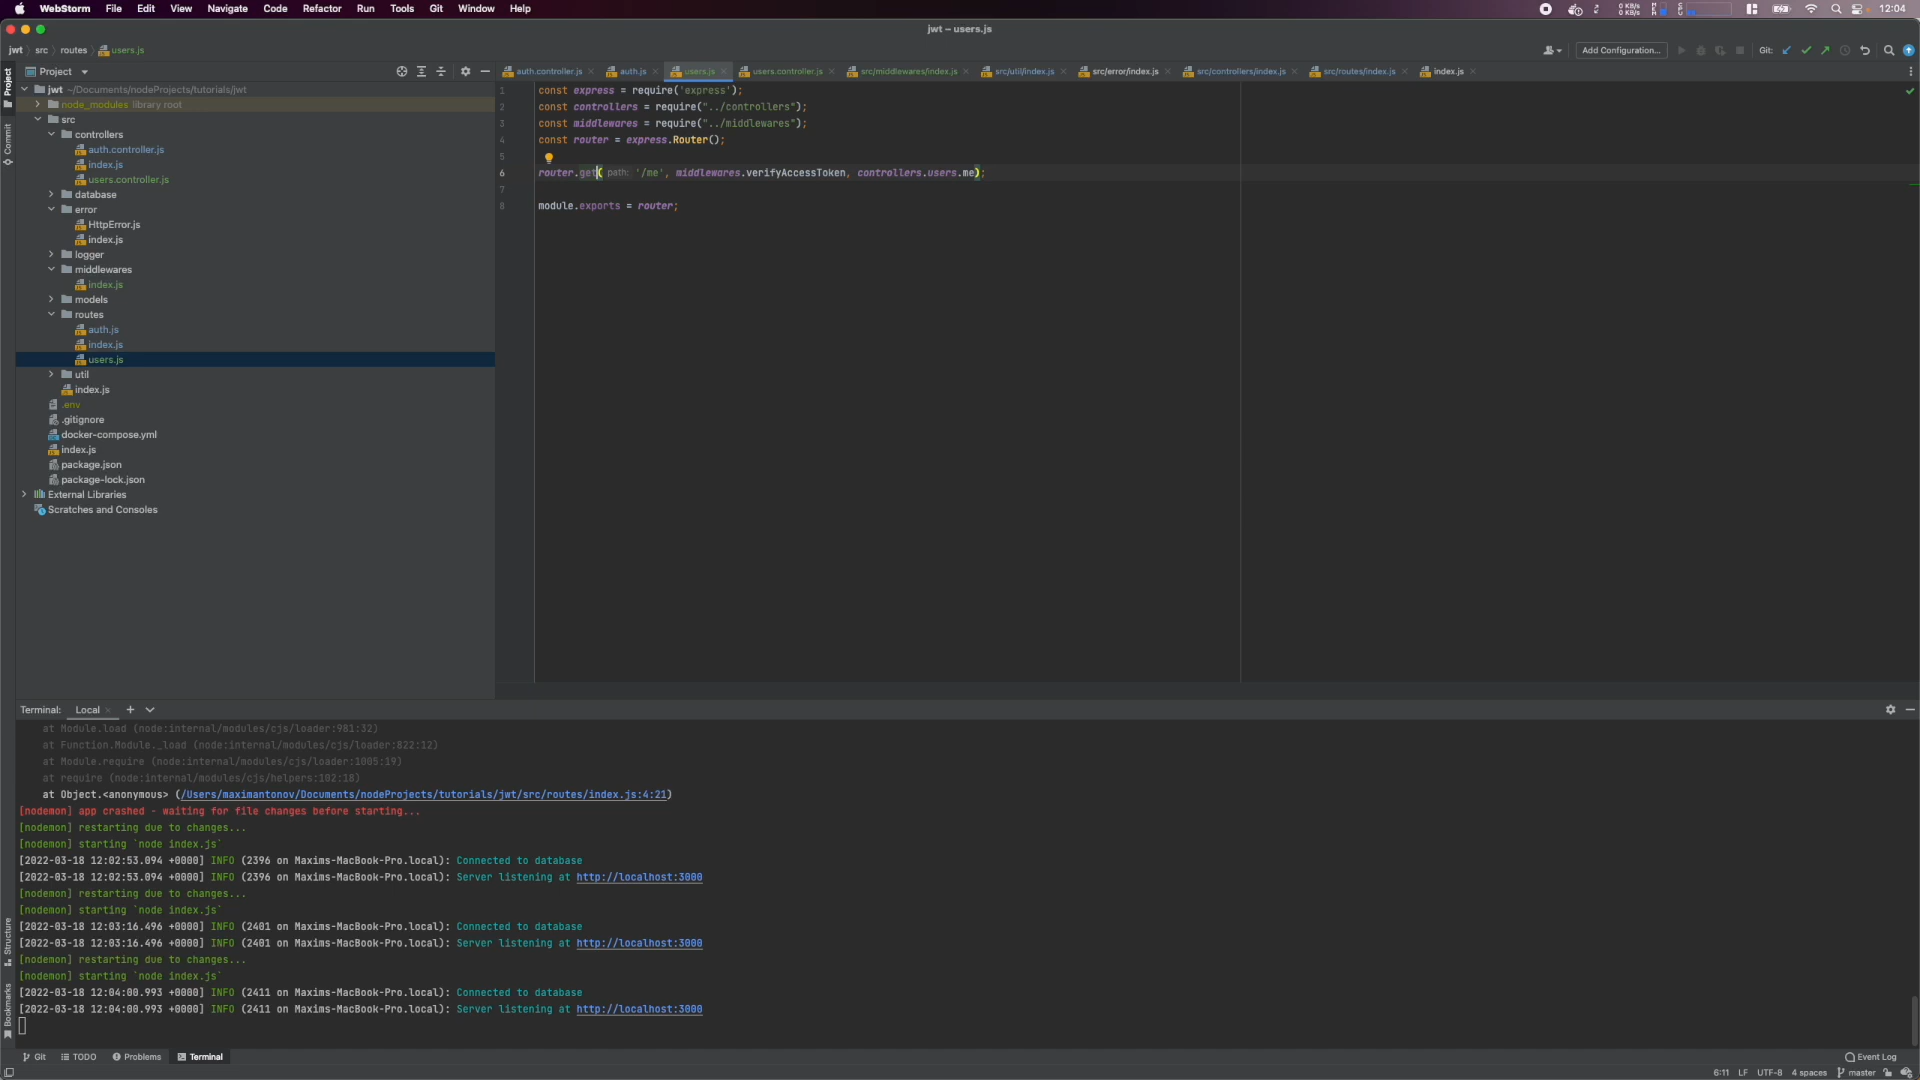 WebStorm File Edit View Navigate Code Refactor Run Tools Git Window Help 0 KB/s 0 KB/s 12:04
jwt – users.js
jwt src routes users.js Add Configuration... Git:
Project auth.controller.js auth.js users.js users.controller.js src/middlewares/index.js src/util/index.js src/error/index.js src/controllers/index.js src/routes/index.js index.js
Project
Commit
jwt ~/Documents/nodeProjects/tutorials/jwt
node_modules library root
src
controllers
auth.controller.js
index.js
users.controller.js
database
error
HttpError.js
index.js
logger
middlewares
index.js
models
routes
auth.js
index.js
users.js
util
index.js
.env
.gitignore
docker-compose.yml
index.js
package.json
package-lock.json
External Libraries
Scratches and Consoles
1 const express = require('express');
2 const controllers = require("../controllers");
3 const middlewares = require("../middlewares");
4 const router = express.Router();
5
6 router.get( path: '/me', middlewares.verifyAccessToken, controllers.users.me);
7
8 module.exports = router;
Terminal: Local
at Module.load (node:internal/modules/cjs/loader:981:32)
at Function.Module._load (node:internal/modules/cjs/loader:822:12)
at Module.require (node:internal/modules/cjs/loader:1005:19)
at require (node:internal/modules/cjs/helpers:102:18)
at Object.<anonymous> (/Users/maximantonov/Documents/nodeProjects/tutorials/jwt/src/routes/index.js:4:21)
[nodemon] app crashed - waiting for file changes before starting...
[nodemon] restarting due to changes...
[nodemon] starting `node index.js`
[2022-03-18 12:02:53.094 +0000] INFO (2396 on Maxims-MacBook-Pro.local): Connected to database
[2022-03-18 12:02:53.094 +0000] INFO (2396 on Maxims-MacBook-Pro.local): Server listening at http://localhost:3000
[nodemon] restarting due to changes...
[nodemon] starting `node index.js`
[2022-03-18 12:03:16.496 +0000] INFO (2401 on Maxims-MacBook-Pro.local): Connected to database
[2022-03-18 12:03:16.496 +0000] INFO (2401 on Maxims-MacBook-Pro.local): Server listening at http://localhost:3000
[nodemon] restarting due to changes...
[nodemon] starting `node index.js`
[2022-03-18 12:04:00.993 +0000] INFO (2411 on Maxims-MacBook-Pro.local): Connected to database
[2022-03-18 12:04:00.993 +0000] INFO (2411 on Maxims-MacBook-Pro.local): Server listening at http://localhost:3000
Structure
Bookmarks
Git TODO Problems Terminal Event Log
6:11 LF UTF-8 4 spaces master